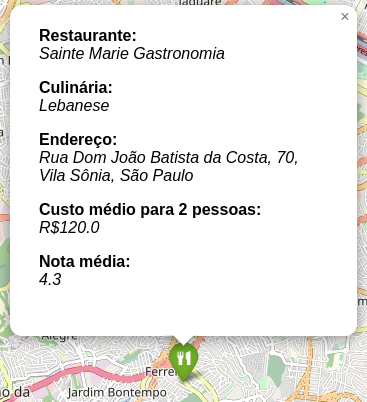 Jaguaré
×
Restaurante:
Sainte Marie Gastronomia
Culinária:
Lebanese
Endereço:
Rua Dom João Batista da Costa, 70,
Vila Sônia, São Paulo
Custo médio para 2 pessoas:
R$120.0
Nota média:
4.3
Alegre
Ferrei
Jardim Bontempo